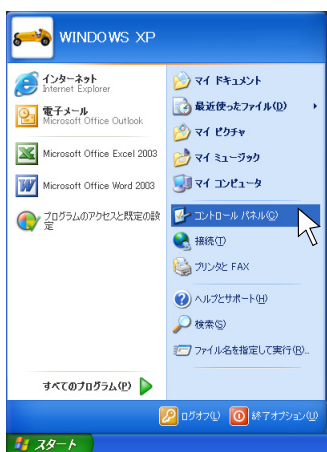 WINDOWS XP
インターネット
Internet Explorer
電子メール
Microsoft Office Outlook
Microsoft Office Excel 2003
Microsoft Office Word 2003
プログラムのアクセスと既定の設
定
すべてのプログラム(P)
マイ ドキュメント
最近使ったファイル(D)
マイ ピクチャ
マイ ミュージック
マイ コンピュータ
コントロール パネル(C)
接続(T)
プリンタと FAX
ヘルプとサポート(H)
検索(S)
ファイル名を指定して実行(R)...
ログオフ(L)
終了オプション(U)
スタート